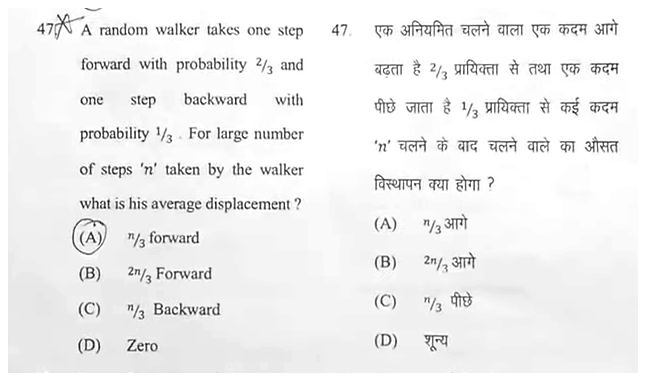 47. A random walker takes one step
forward with probability 2/3 and
one step backward with
probability 1/3 . For large number
of steps 'n' taken by the walker
what is his average displacement ?
(A) n/3 forward
(B) 2n/3 Forward
(C) n/3 Backward
(D) Zero
47. एक अनियमित चलने वाला एक कदम आगे
बढ़ता है 2/3 प्रायिक्ता से तथा एक कदम
पीछे जाता है 1/3 प्रायिक्ता से कई कदम
'n' चलने के बाद चलने वाले का औसत
विस्थापन क्या होगा ?
(A) n/3 आगे
(B) 2n/3 आगे
(C) n/3 पीछे
(D) शून्य